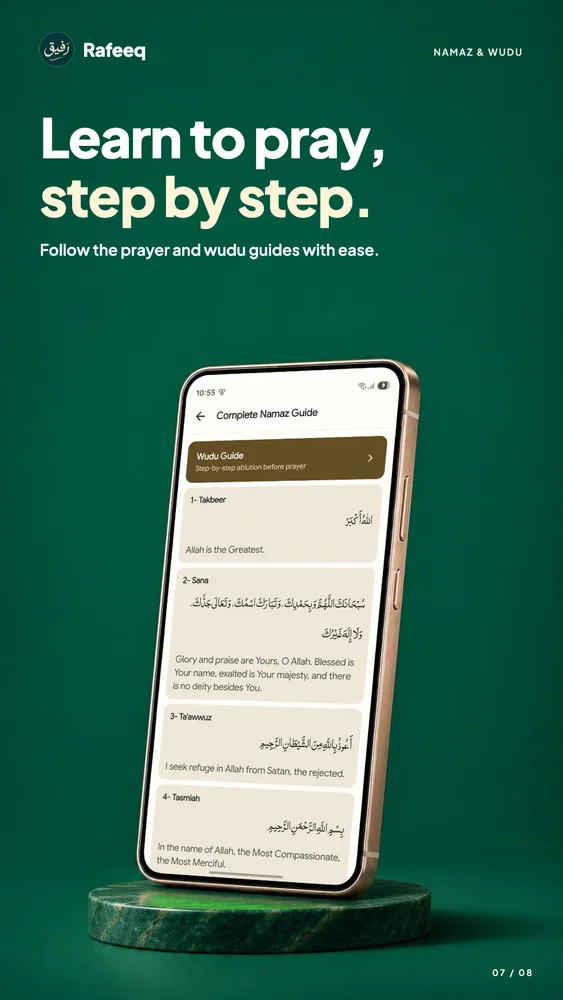 رفيق
Rafeeq
NAMAZ & WUDU
Learn to pray,
step by step.
Follow the prayer and wudu guides with ease.
10:55
Complete Namaz Guide
Wudu Guide
Step-by-step ablution before prayer
1- Takbeer
اللهُ أَكْبَرُ
Allah is the Greatest.
2- Sana
سُبْحَانَكَ اللَّهُمَّ وَبِحَمْدِكَ، وَتَبَارَكَ اسْمُكَ، وَتَعَالَى جَدُّكَ،
وَلَا إِلَهَ غَيْرُكَ
Glory and praise are Yours, O Allah. Blessed is
Your name, exalted is Your majesty, and there
is no deity besides You.
3- Ta'awwuz
أَعُوذُ بِاللَّهِ مِنَ الشَّيْطَانِ الرَّجِيمِ
I seek refuge in Allah from Satan, the rejected.
4- Tasmiah
بِسْمِ اللَّهِ الرَّحْمَنِ الرَّحِيمِ
In the name of Allah, the Most Compassionate,
the Most Merciful.
07 / 08